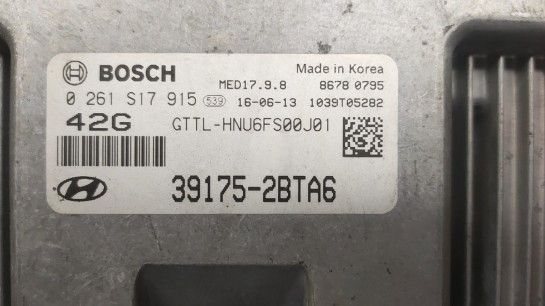 BOSCH
Made in Korea
MED17.9.8 8678 0795
0 261 S17 915 539 16-06-13 1039T05282
42G GTTL-HNU6FS00J01
39175-2BTA6